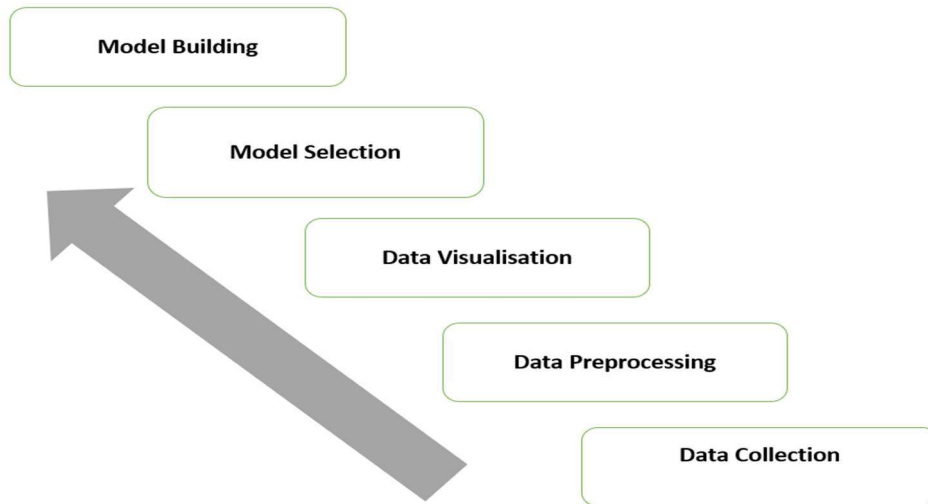 Model Building
Model Selection
Data Visualisation
Data Preprocessing
Data Collection